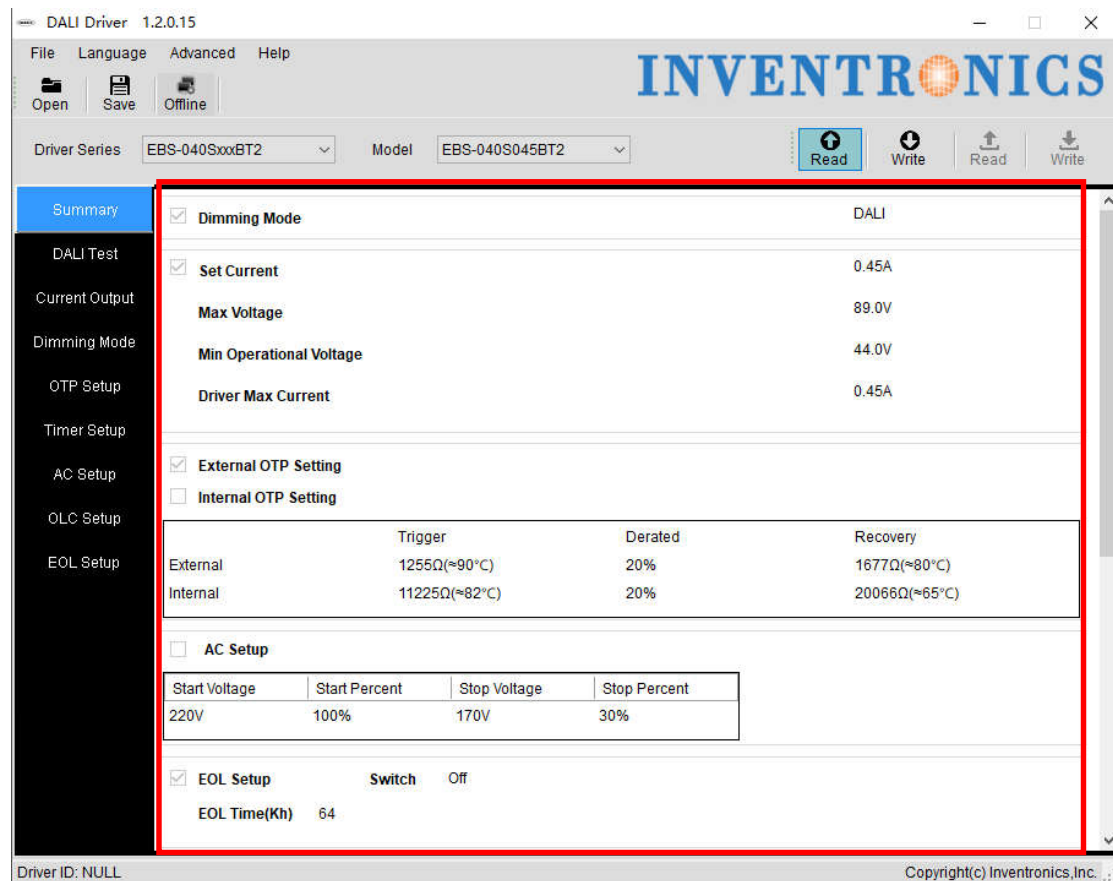 DALI Driver 1.2.0.15
File Language Advanced Help
INVENTRONICS
Open Save Offline
Driver Series EBS-040SxxxBT2 Model EBS-040S045BT2 Read Write Read Write
Summary
DALI Test
Current Output
Dimming Mode
OTP Setup
Timer Setup
AC Setup
OLC Setup
EOL Setup
Dimming Mode DALI
Set Current 0.45A
Max Voltage 89.0V
Min Operational Voltage 44.0V
Driver Max Current 0.45A
External OTP Setting
Internal OTP Setting
Trigger Derated Recovery
External 1255Ω(≈90°C) 20% 1677Ω(≈80°C)
Internal 11225Ω(≈82°C) 20% 20066Ω(≈65°C)
AC Setup
Start Voltage Start Percent Stop Voltage Stop Percent
220V 100% 170V 30%
EOL Setup Switch Off
EOL Time(Kh) 64
Driver ID: NULL Copyright(c) Inventronics,Inc.